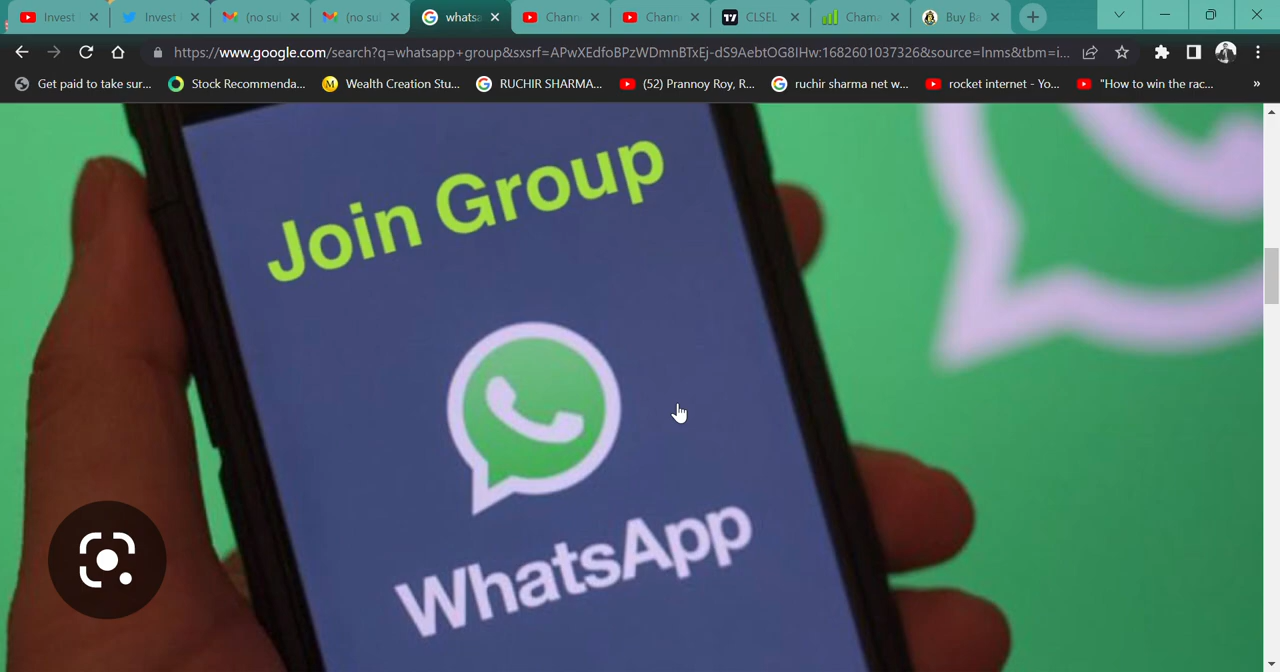 Invest
Invest
(no sul
(no sul
whatsa
Chann
Chann
CLSEL
Cham
Buy Ba
https://www.google.com/search?q=whatsapp+group&sxsrf=APwXEdfoBPzWDmnBTxEj-dS9AebtOG8IHw:1682601037326&source=lnms&tbm=i...
Get paid to take sur...
Stock Recommenda...
Wealth Creation Stu...
RUCHIR SHARMA...
(52) Prannoy Roy, R...
ruchir sharma net w...
rocket internet - Yo...
"How to win the rac...
»
Join Group
WhatsApp